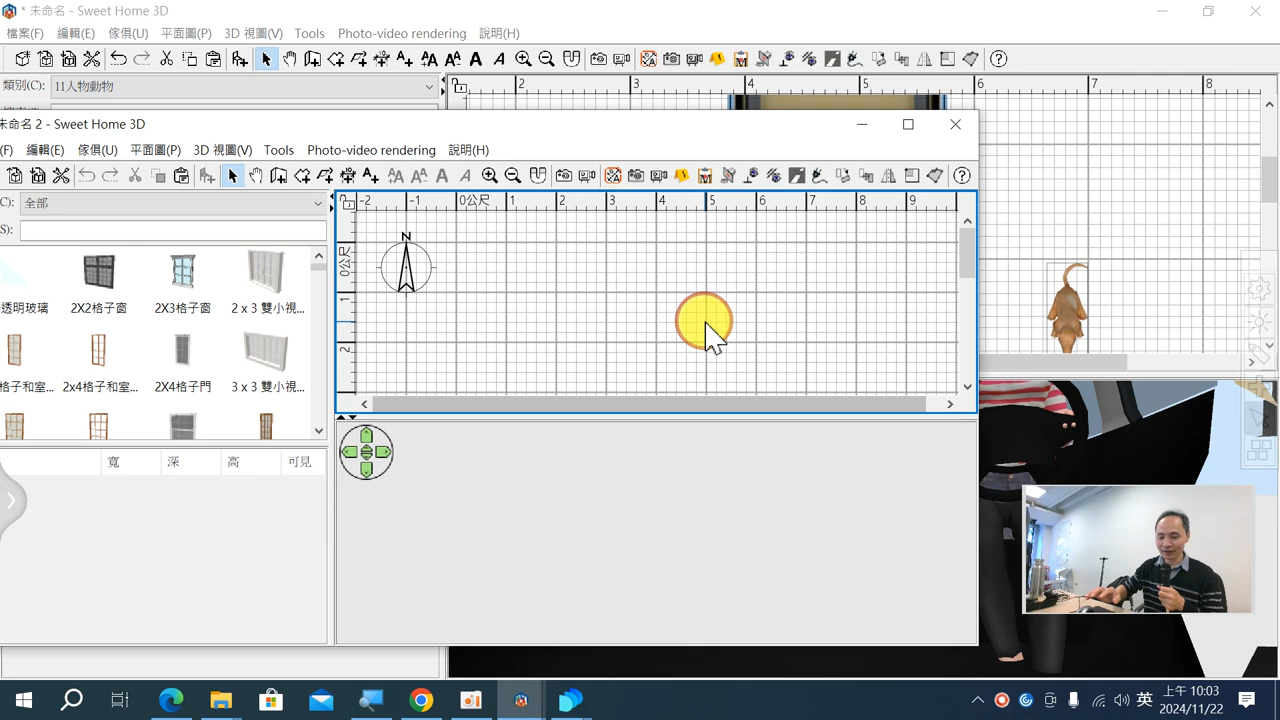 * 未命名 - Sweet Home 3D
檔案(F) 編輯(E) 傢俱(U) 平面圖(P) 3D 視圖(V) Tools Photo-video rendering 說明(H)
類別(C): 11人物動物
2 3 4 5 6 7 8
未命名 2 - Sweet Home 3D
(F) 編輯(E) 傢俱(U) 平面圖(P) 3D 視圖(V) Tools Photo-video rendering 說明(H)
C): 全部
S):
-2 -1 0公尺 1 2 3 4 5 6 7 8 9
0公尺
1
2
N
透明玻璃 2X2格子窗 2X3格子窗 2 x 3 雙小視...
格子和室... 2x4格子和室... 2X4格子門 3 x 3 雙小視...
寬 深 高 可見
英
上午 10:03
2024/11/22